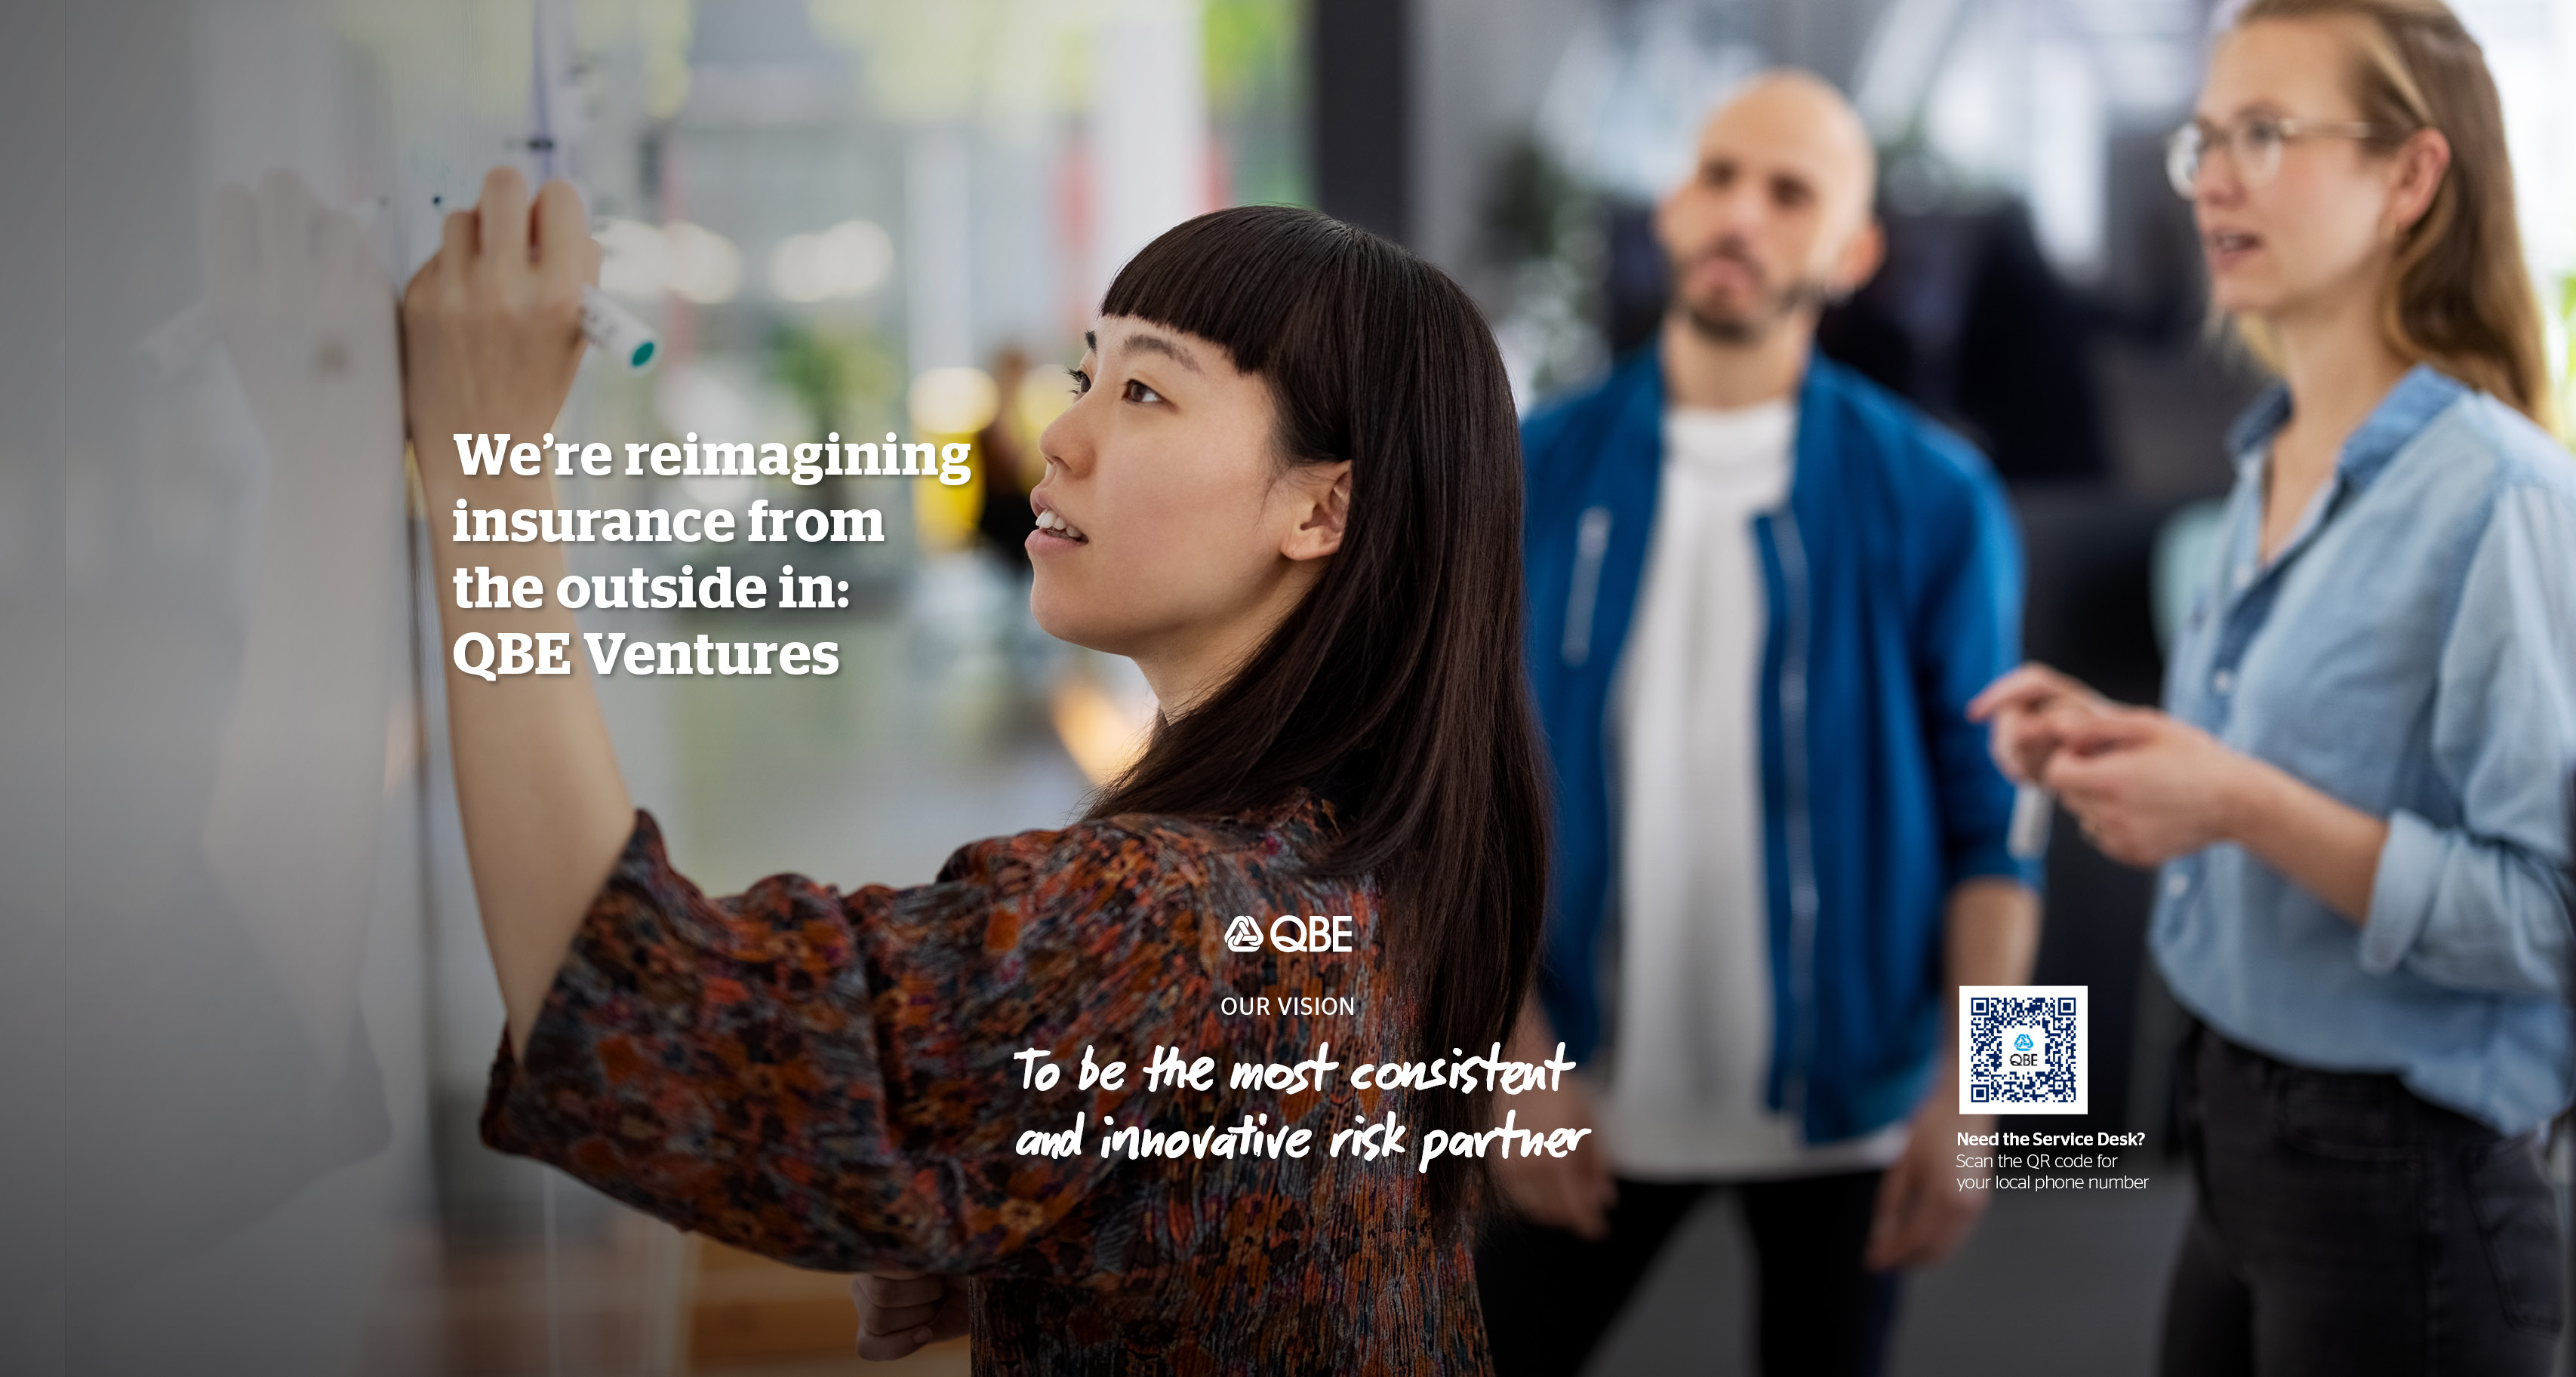 We’re reimagining
insurance from
the outside in:
QBE Ventures
QBE
OUR VISION
To be the most consistent
and innovative risk partner
QBE
Need the Service Desk?
Scan the QR code for
your local phone number